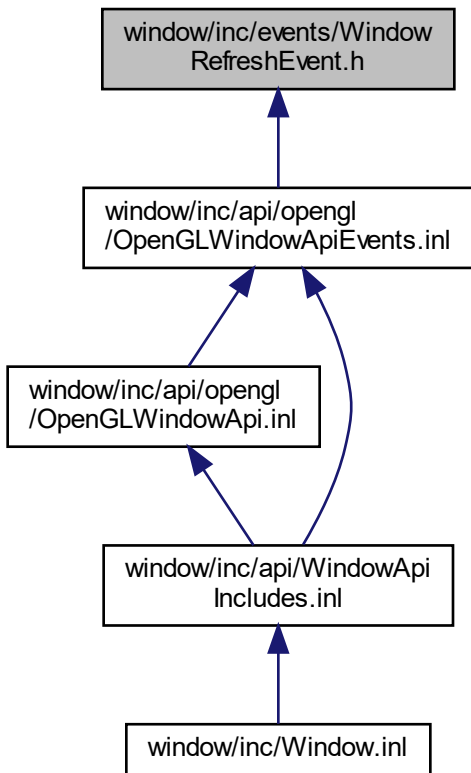 window/inc/events/Window
RefreshEvent.h
window/inc/api/opengl
/OpenGLWindowApiEvents.inl
window/inc/api/opengl
/OpenGLWindowApi.inl
window/inc/api/WindowApi
Includes.inl
window/inc/Window.inl